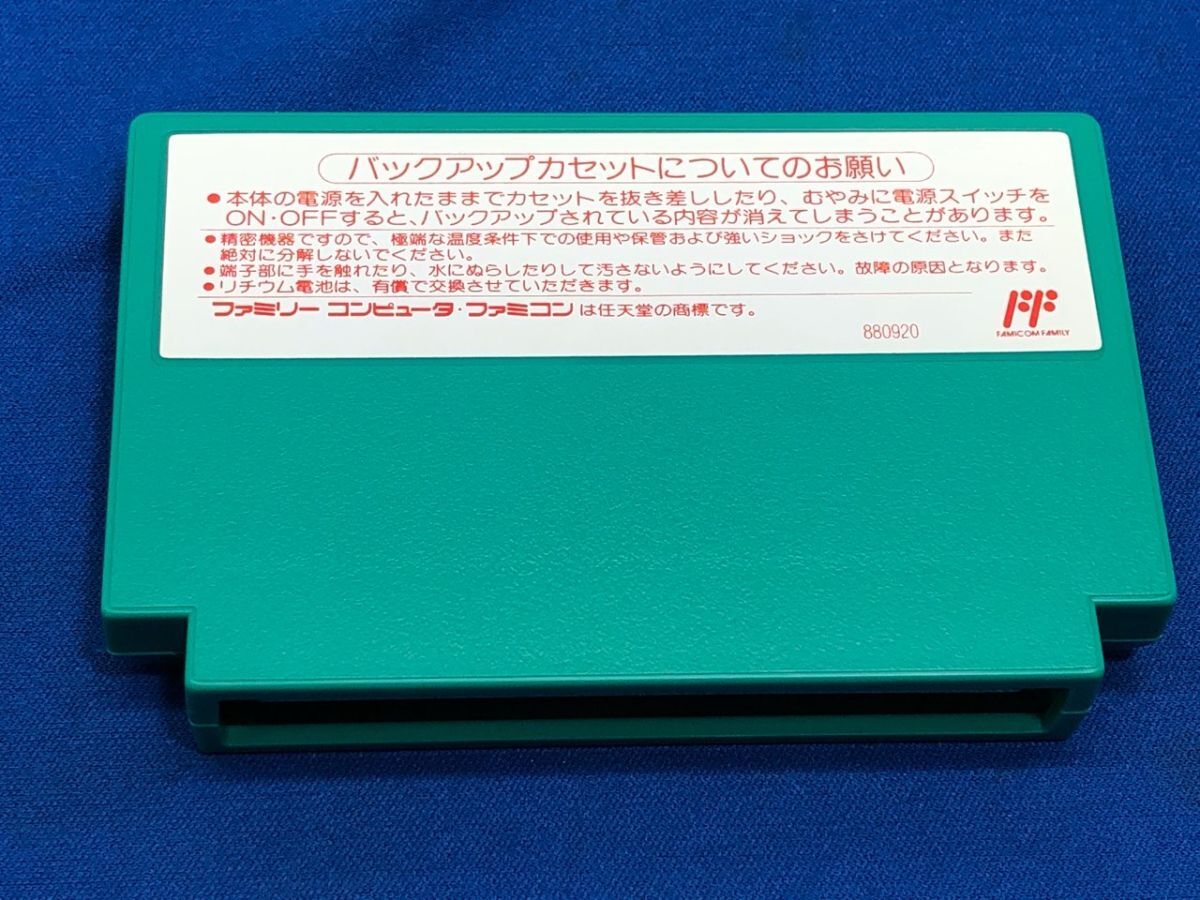 バックアップカセットについてのお願い
●本体の電源を入れたままでカセットを抜き差ししたり、むやみに電源スイッチを
ON・OFFすると、バックアップされている内容が消えてしまうことがあります。
●精密機器ですので、極端な温度条件下での使用や保管および強いショックをさけてください。また
絶対に分解しないでください。
●端子部に手を触れたり、水にぬらしたりして汚さないようにしてください。故障の原因となります。
●リチウム電池は、有償で交換させていただきます。
ファミリー コンピュータ・ファミコンは任天堂の商標です。
880920
FAMICOM FAMILY